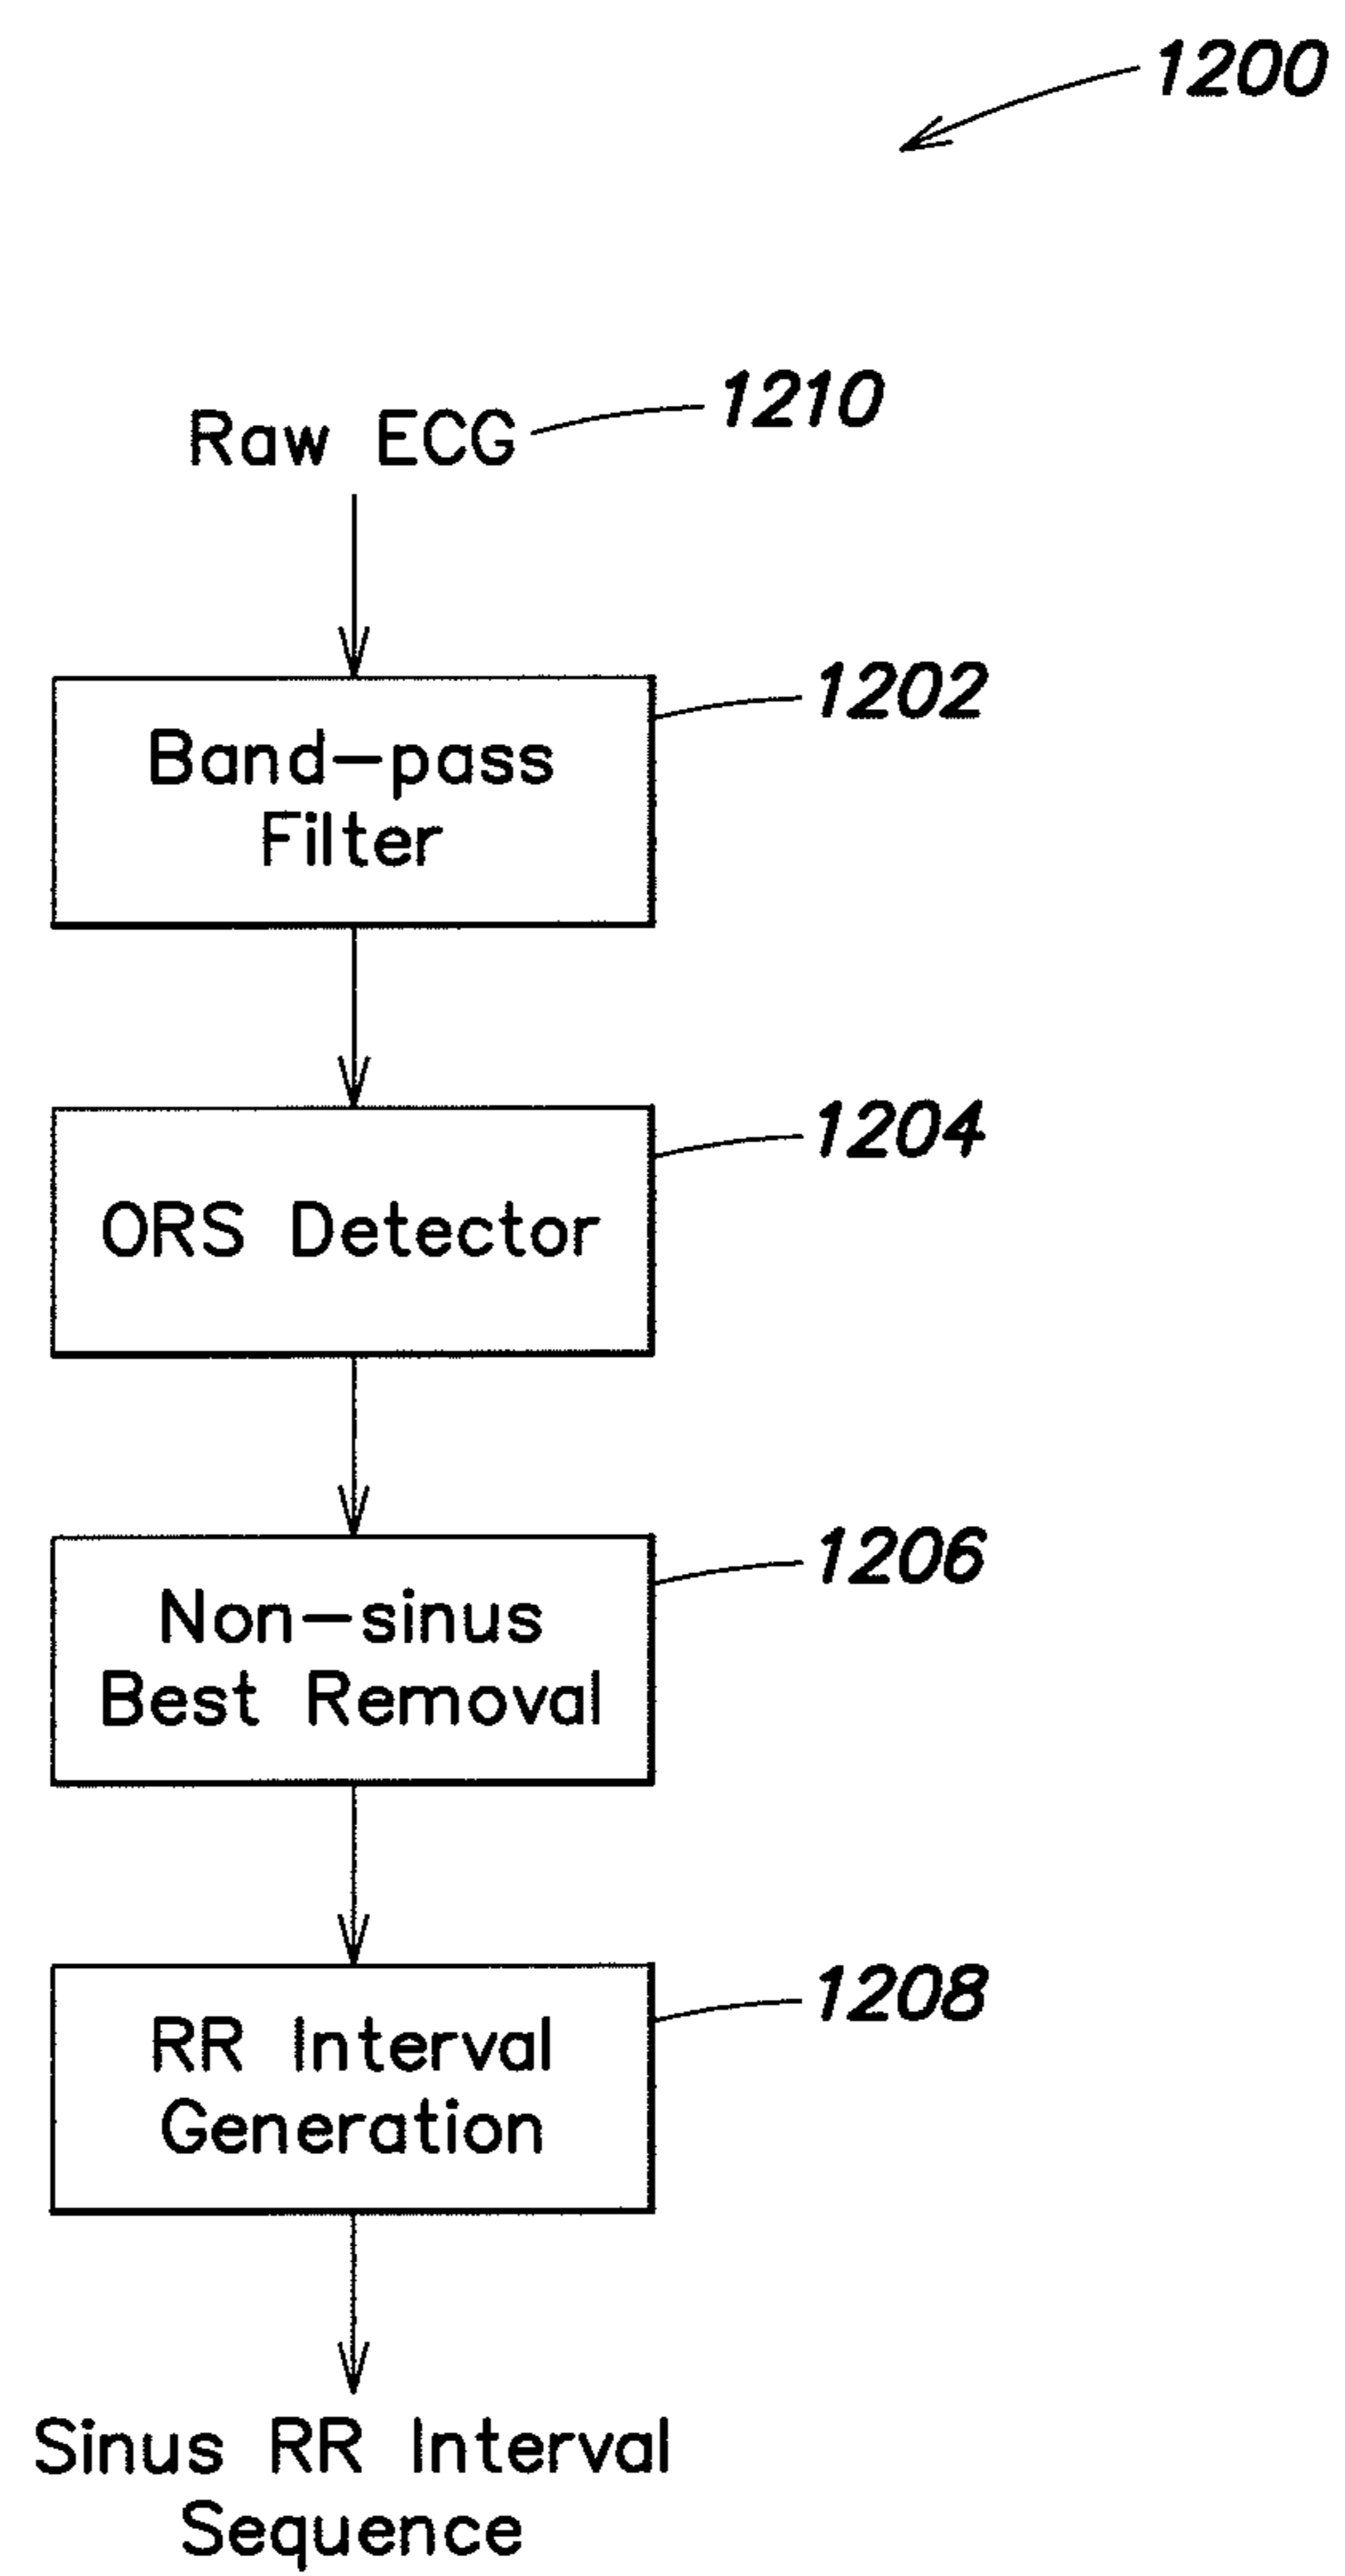 1200
Raw ECG
1210
Band-pass
Filter
1202
ORS Detector
1204
Non-sinus
Best Removal
1206
RR Interval
Generation
1208
Sinus RR Interval
Sequence